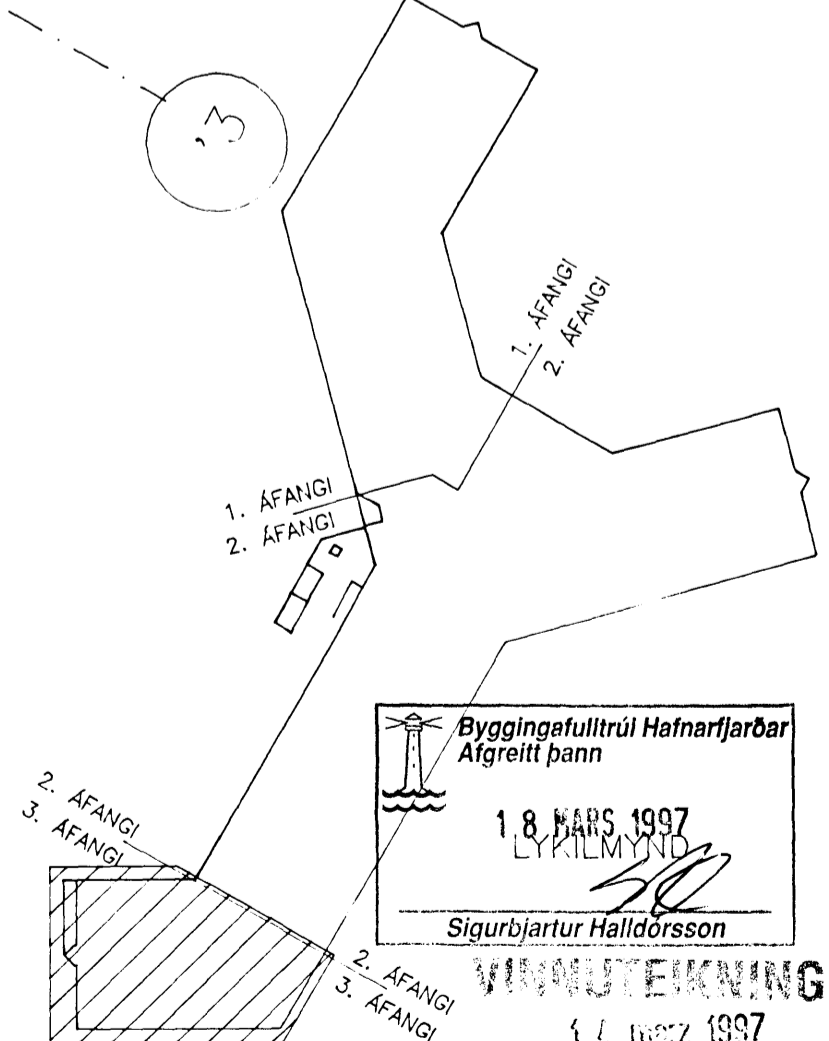 '3
1. ÁFANGI
2. ÁFANGI
1. ÁFANGI
2. ÁFANGI
2. ÁFANGI
3. ÁFANGI
Byggingafulltrúi Hafnarfjarðar
Afgreitt þann
18 MARS 1997
LYKILMYND
Sigurbjartur Halldórsson
2. ÁFANGI
3. ÁFANGI
VINNUTEIKNING
marz 1997